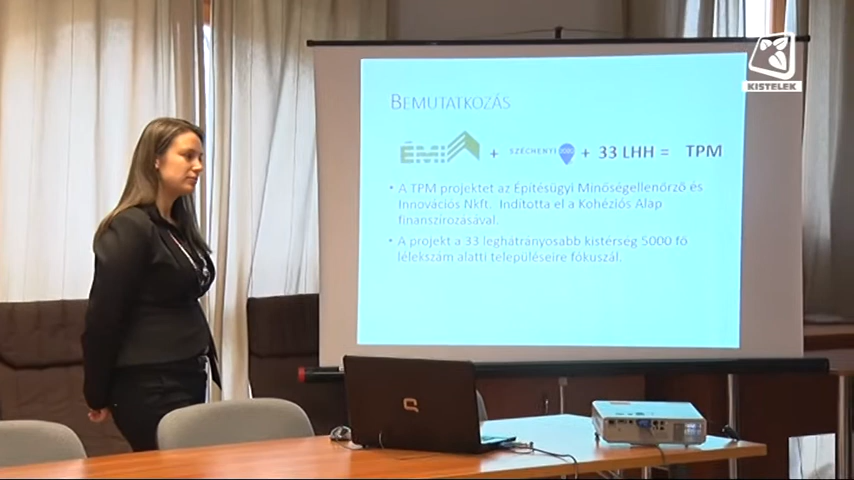 KISTELEK
BEMUTATKOZÁS
ÉMI + SZÉCHENYI 2020 + 33 LHH = TPM
• A TPM projektet az Építésügyi Minőségellenőrző és
Innovációs Nkft. Indította el a Kohéziós Alap
finanszírozásával.
• A projekt a 33 leghátrányosabb kistérség 5000 fő
lélekszám alatti településeire fókuszál.